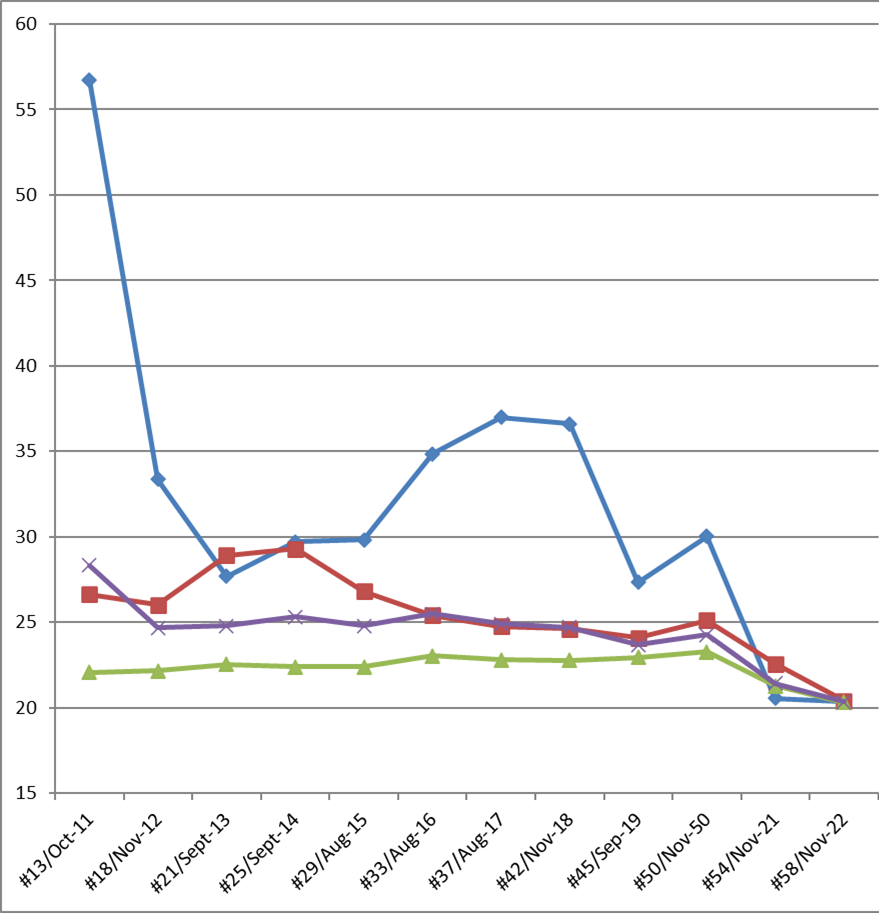 60
55
50
45
40
35
30
25
20
15
#13/Oct-11
#18/Nov-12
#21/Sept-13
#25/Sept-14
#29/Aug-15
#33/Aug-16
#37/Aug-17
#42/Nov-18
#45/Sep-19
#50/Nov-50
#54/Nov-21
#58/Nov-22